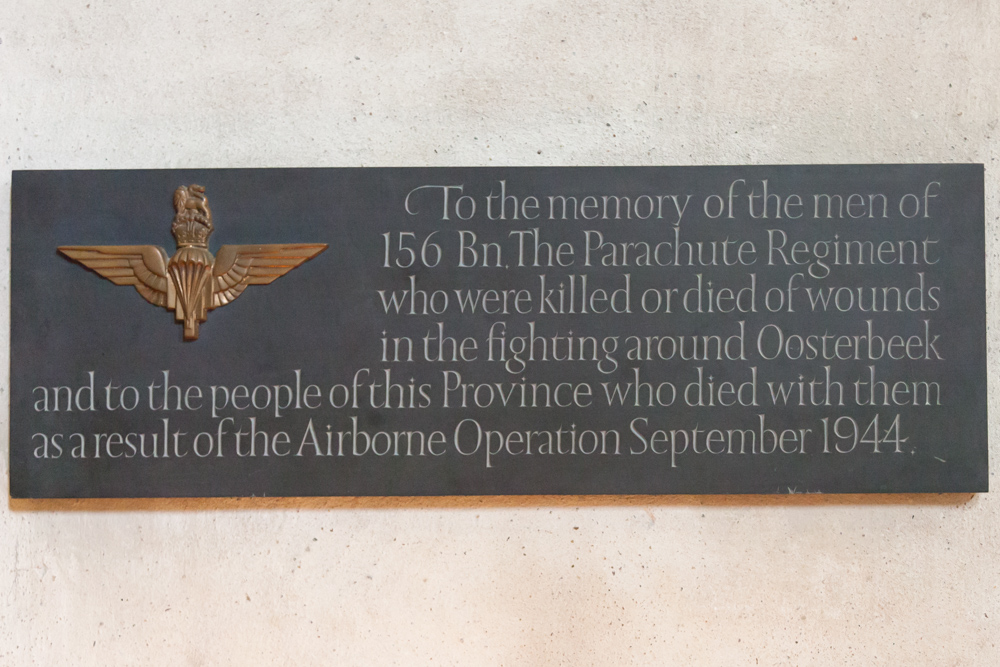 To the memory of the men of
156 Bn. The Parachute Regiment
who were killed or died of wounds
in the fighting around Oosterbeek
and to the people of this Province who died with them
as a result of the Airborne Operation September 1944.